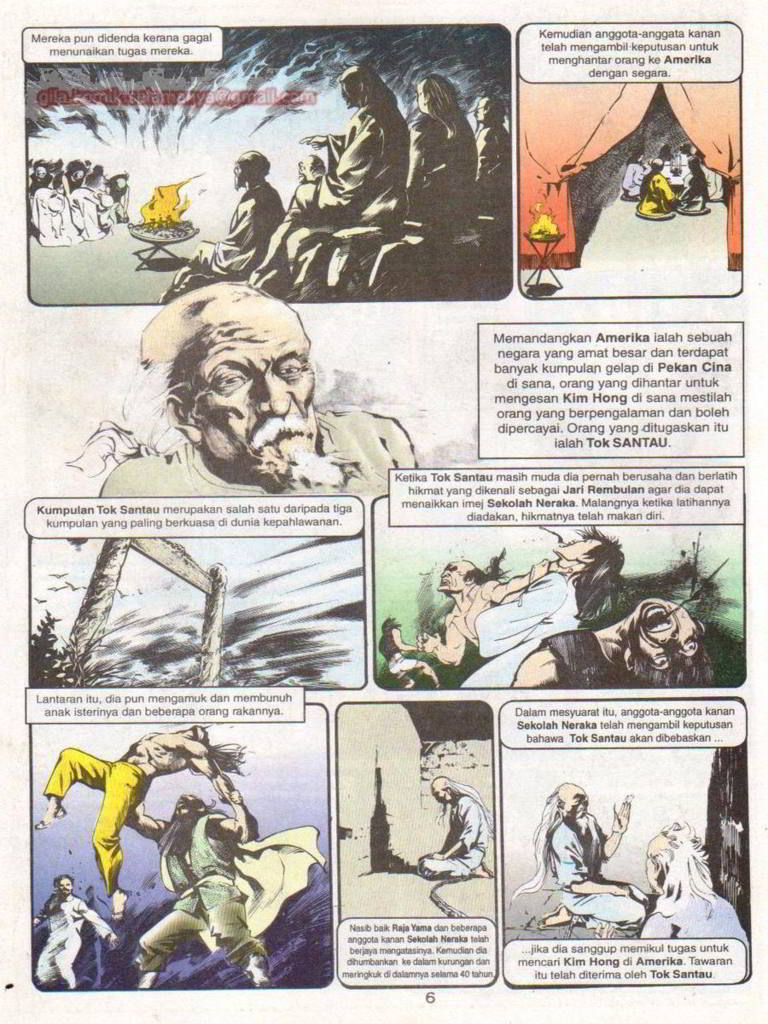 Mereka pun didenda kerana gagal
menunaikan tugas mereka.
gila.komik.malaysia@gmail.com
Kemudian anggota-anggata kanan
telah mengambil keputusan untuk
menghantar orang ke Amerika
dengan segera.
Memandangkan Amerika ialah sebuah
negara yang amat besar dan terdapat
banyak kumpulan gelap di Pekan Cina
di sana, orang yang dihantar untuk
mengesan Kim Hong di sana mestilah
orang yang berpengalaman dan boleh
dipercayai. Orang yang ditugaskan itu
ialah Tok SANTAU.
Kumpulan Tok Santau merupakan salah satu daripada tiga
kumpulan yang paling berkuasa di dunia kepahlawanan.
Ketika Tok Santau masih muda dia pernah berusaha dan berlatih
hikmat yang dikenali sebagai Jari Rembulan agar dia dapat
menaikkan imej Sekolah Neraka. Malangnya ketika latihannya
diadakan, hikmatnya telah makan diri.
Lantaran itu, dia pun mengamuk dan membunuh
anak isterinya dan beberapa orang rakannya.
Nasib baik Raja Yama dan beberapa
anggota kanan Sekolah Neraka telah
berjaya mengatasinya. Kemudian dia
dihumbankan ke dalam kurungan dan
meringkuk di dalamnya selama 40 tahun.
Dalam mesyuarat itu, anggota-anggota kanan
Sekolah Neraka telah mengambil keputusan
bahawa Tok Santau akan dibebaskan ...
...jika dia sanggup memikul tugas untuk
mencari Kim Hong di Amerika. Tawaran
itu telah diterima oleh Tok Santau.
6